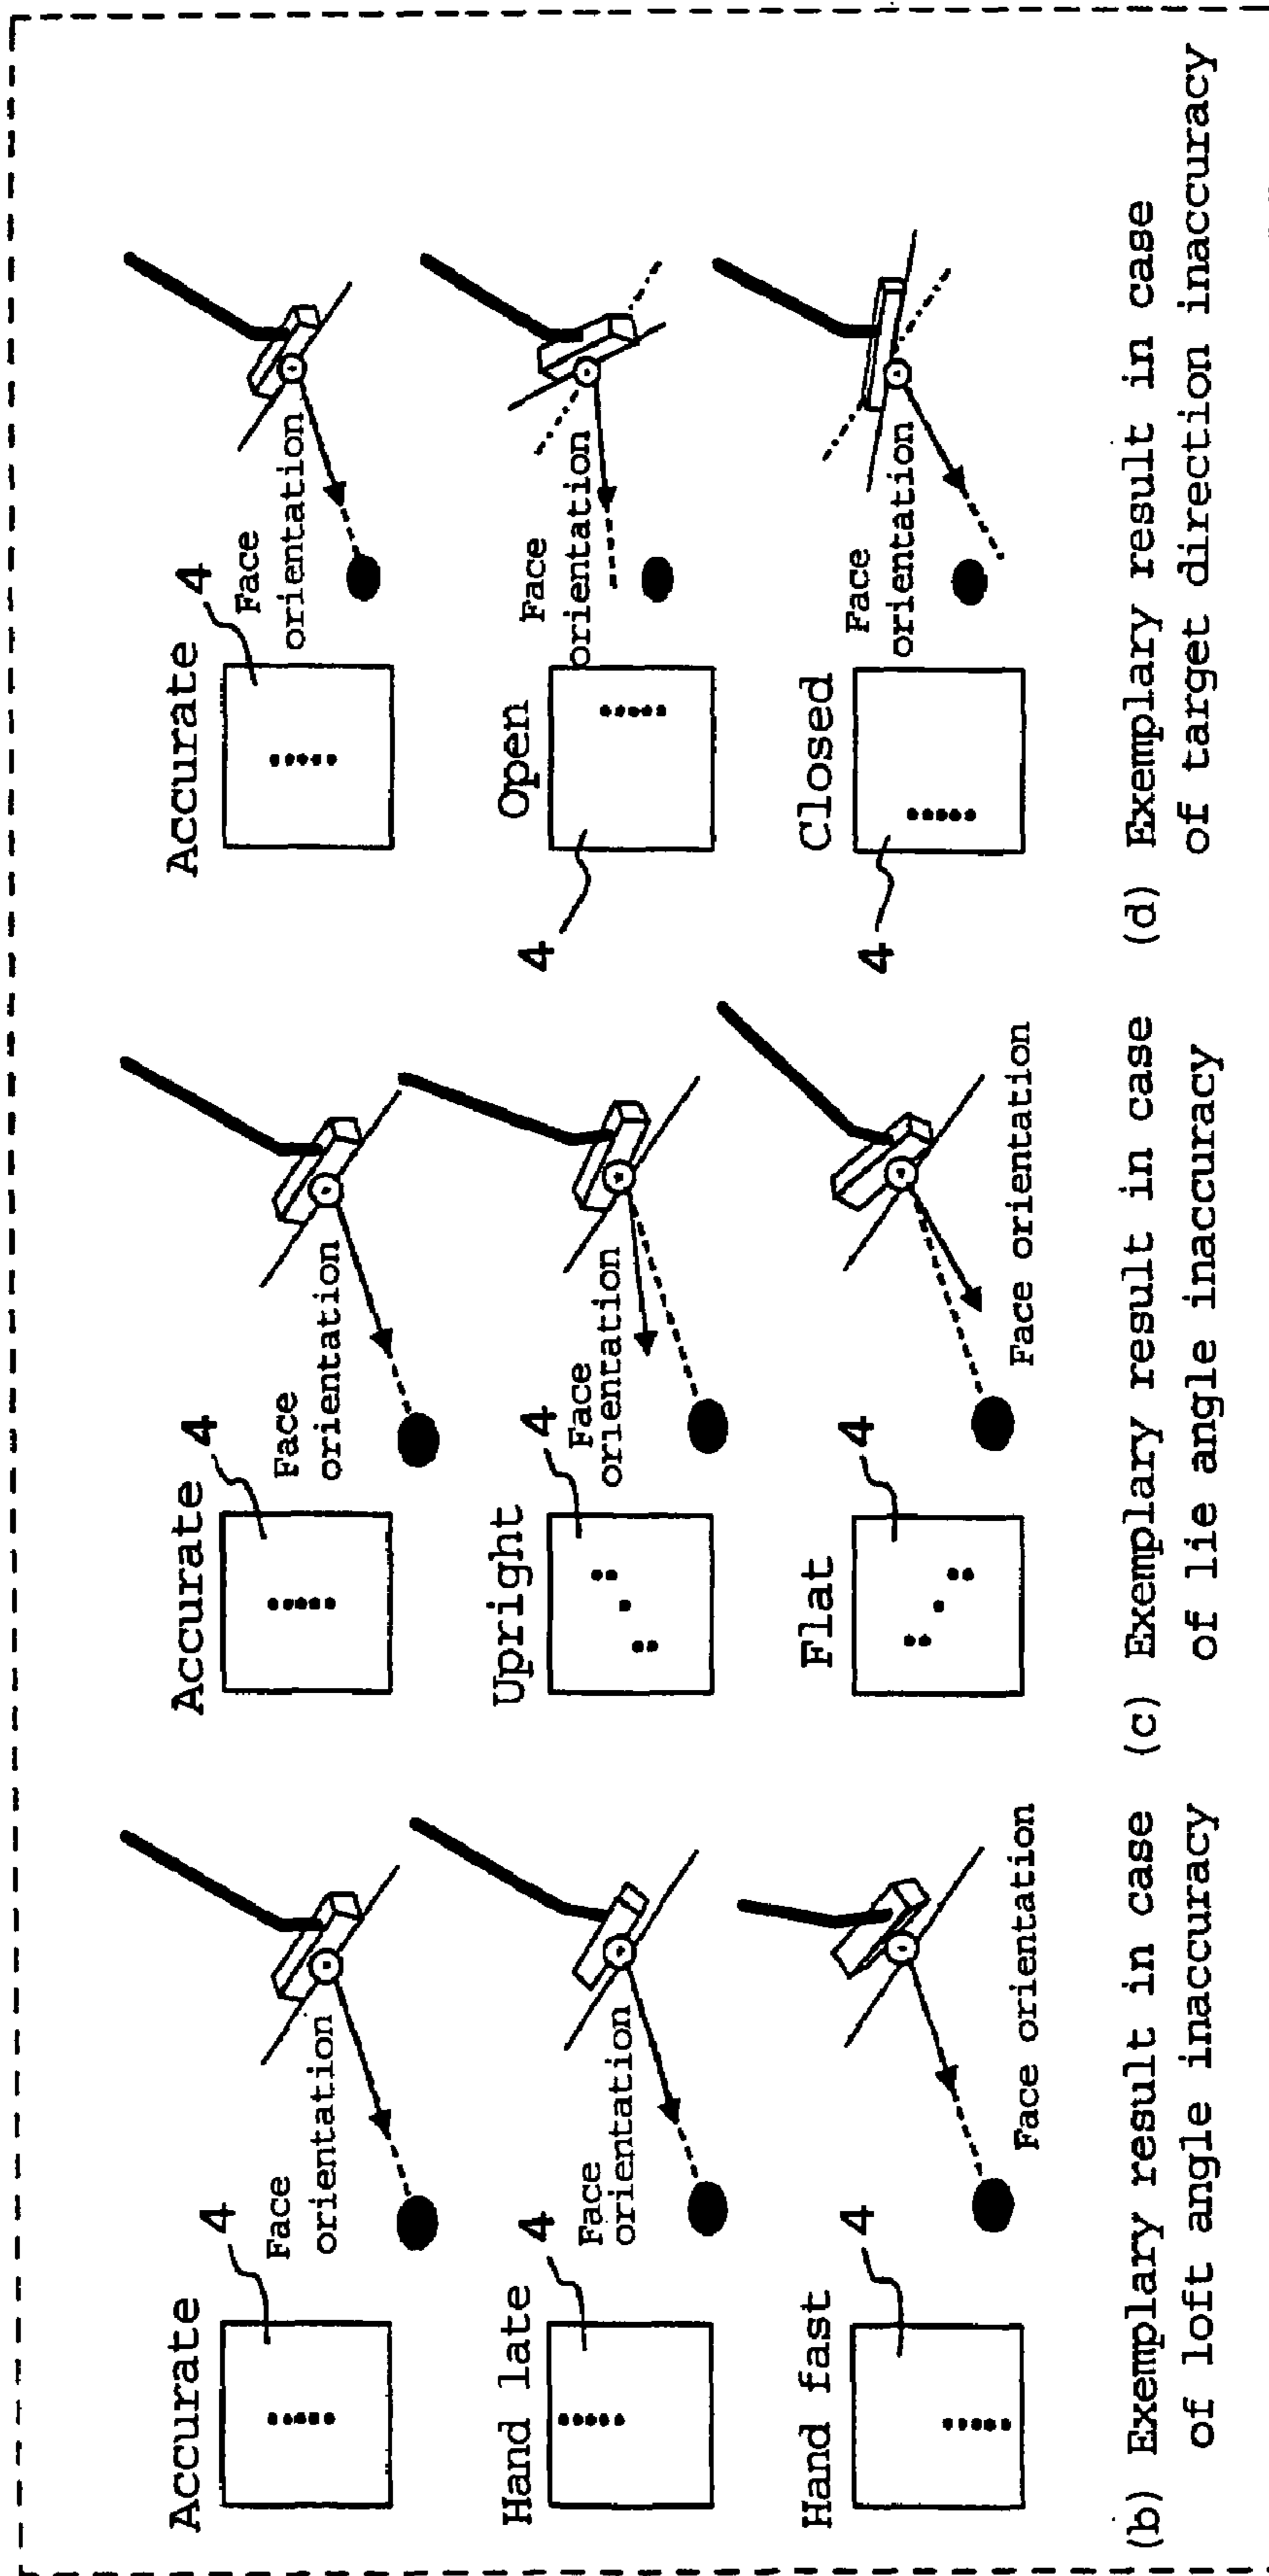 Accurate
4
Face
orientation
Hand late
4
Face
orientation
Hand fast
4
Face orientation
(b) Exemplary result in case
of loft angle inaccuracy
Accurate
4
Face
orientation
Upright
4
Face
orientation
Flat
4
Face orientation
(c) Exemplary result in case
of lie angle inaccuracy
Accurate
4
Face
orientation
Open
4
Face
orientation
Closed
4
Face
orientation
(d) Exemplary result in case
of target direction inaccuracy